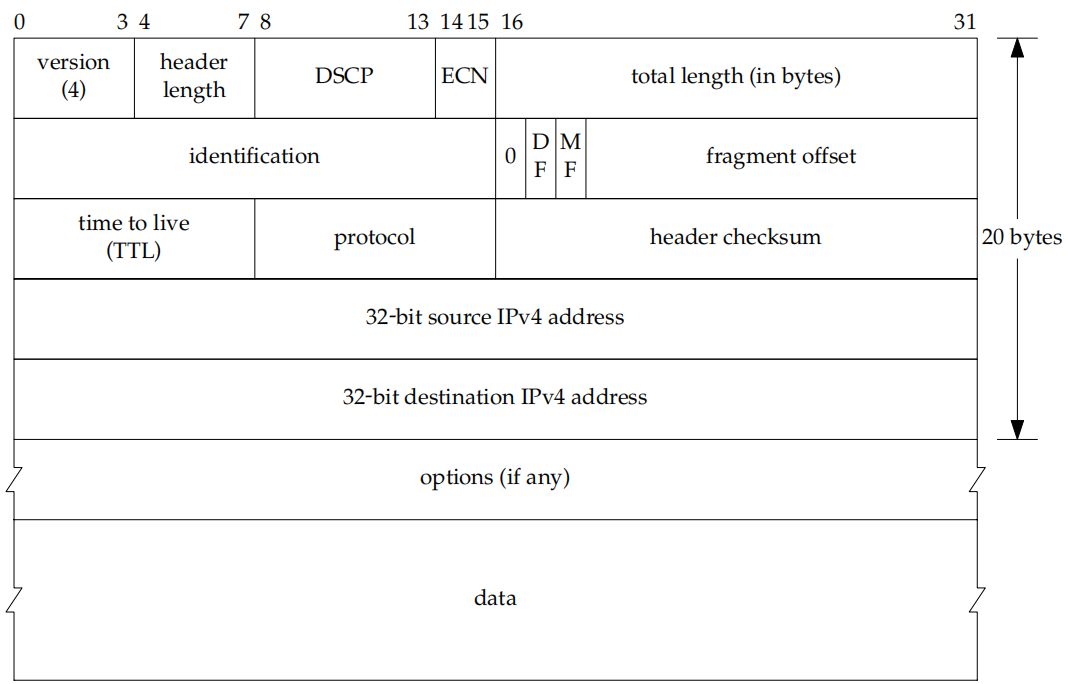 0 3 4 7 8 13 14 15 16 31
version (4)
header length
DSCP
ECN
total length (in bytes)
identification
0
D F
M F
fragment offset
time to live (TTL)
protocol
header checksum
20 bytes
32-bit source IPv4 address
32-bit destination IPv4 address
options (if any)
data